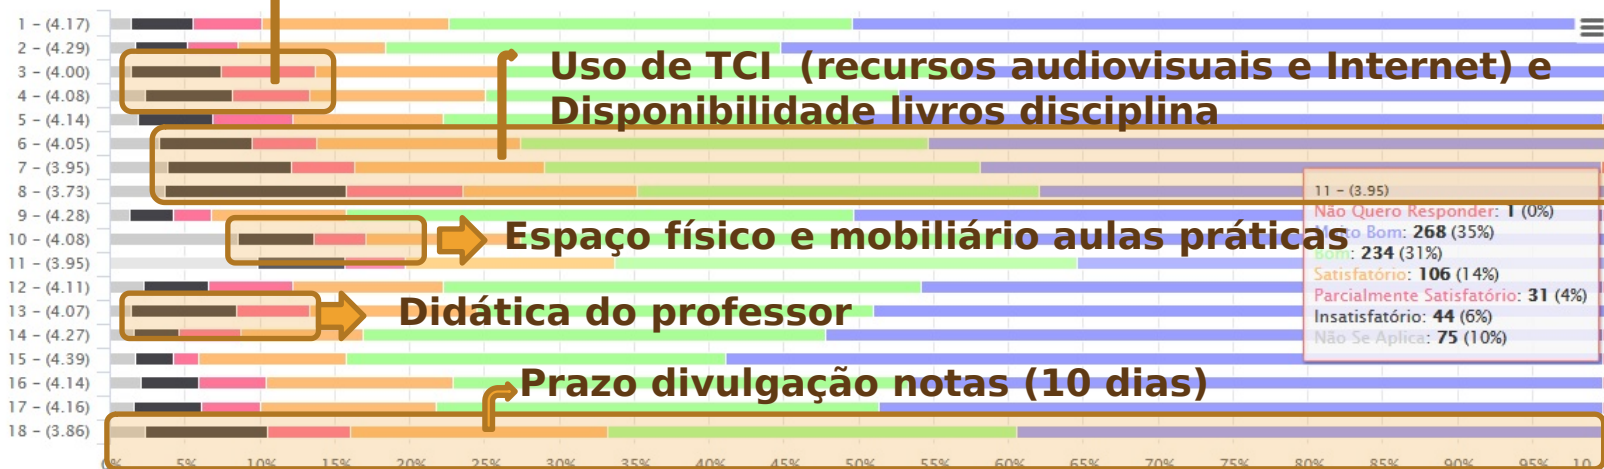 1 - (4.17)
2 - (4.29)
3 - (4.00)
4 - (4.08)
5 - (4.14)
6 - (4.05)
7 - (3.95)
8 - (3.73)
9 - (4.28)
10 - (4.08)
11 - (3.95)
12 - (4.11)
13 - (4.07)
14 - (4.27)
15 - (4.39)
16 - (4.14)
17 - (4.16)
18 - (3.86)
Uso de TCI (recursos audiovisuais e Internet) e
Disponibilidade livros disciplina
Espaço físico e mobiliário aulas práticas
Didática do professor
Prazo divulgação notas (10 dias)
11 - (3.95)
Não Quero Responder: 1 (0%)
Muito Bom: 268 (35%)
Bom: 234 (31%)
Satisfatório: 106 (14%)
Parcialmente Satisfatório: 31 (4%)
Insatisfatório: 44 (6%)
Não Se Aplica: 75 (10%)
0% 5% 10% 15% 20% 25% 30% 35% 40% 45% 50% 55% 60% 65% 70% 75% 80% 85% 90% 95% 10